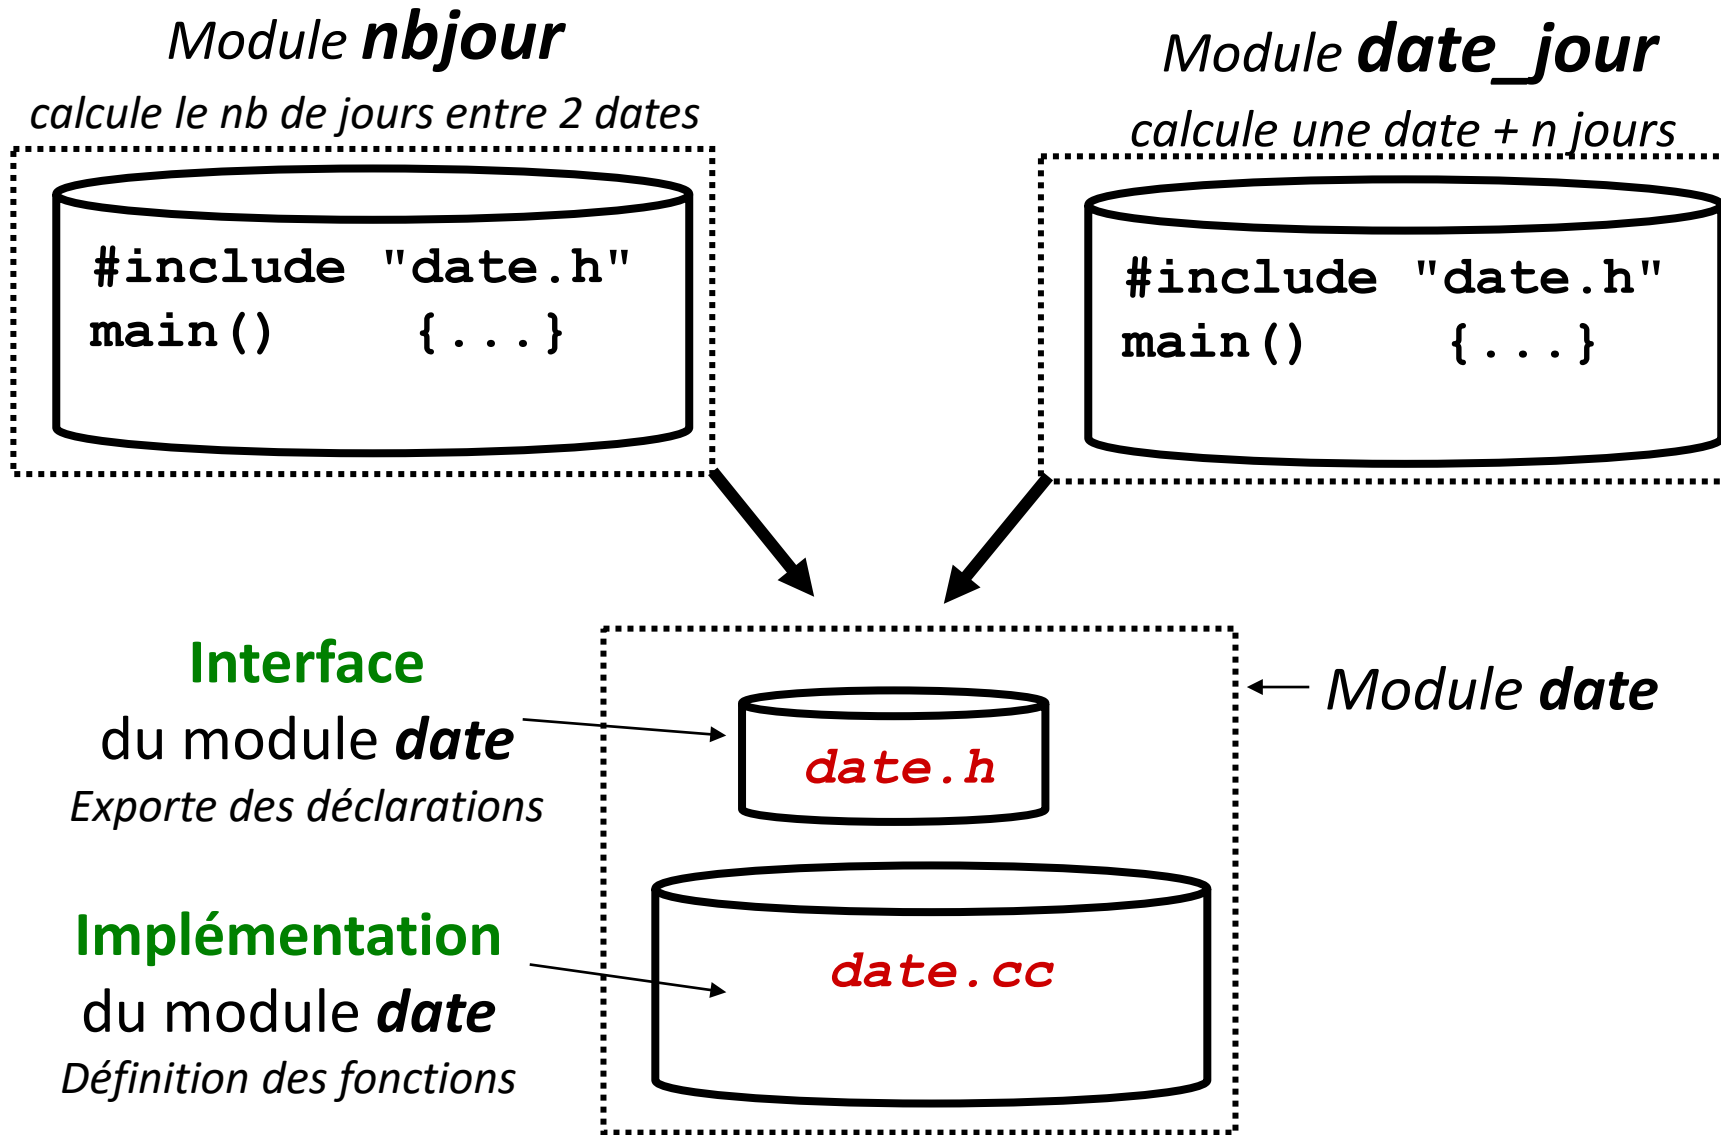 Module nbjour
calcule le nb de jours entre 2 dates
#include "date.h"
main() {...}
Module date_jour
calcule une date + n jours
#include "date.h"
main() {...}
Interface
du module date
Exporte des déclarations
date.h
Module date
Implémentation
du module date
Définition des fonctions
date.cc